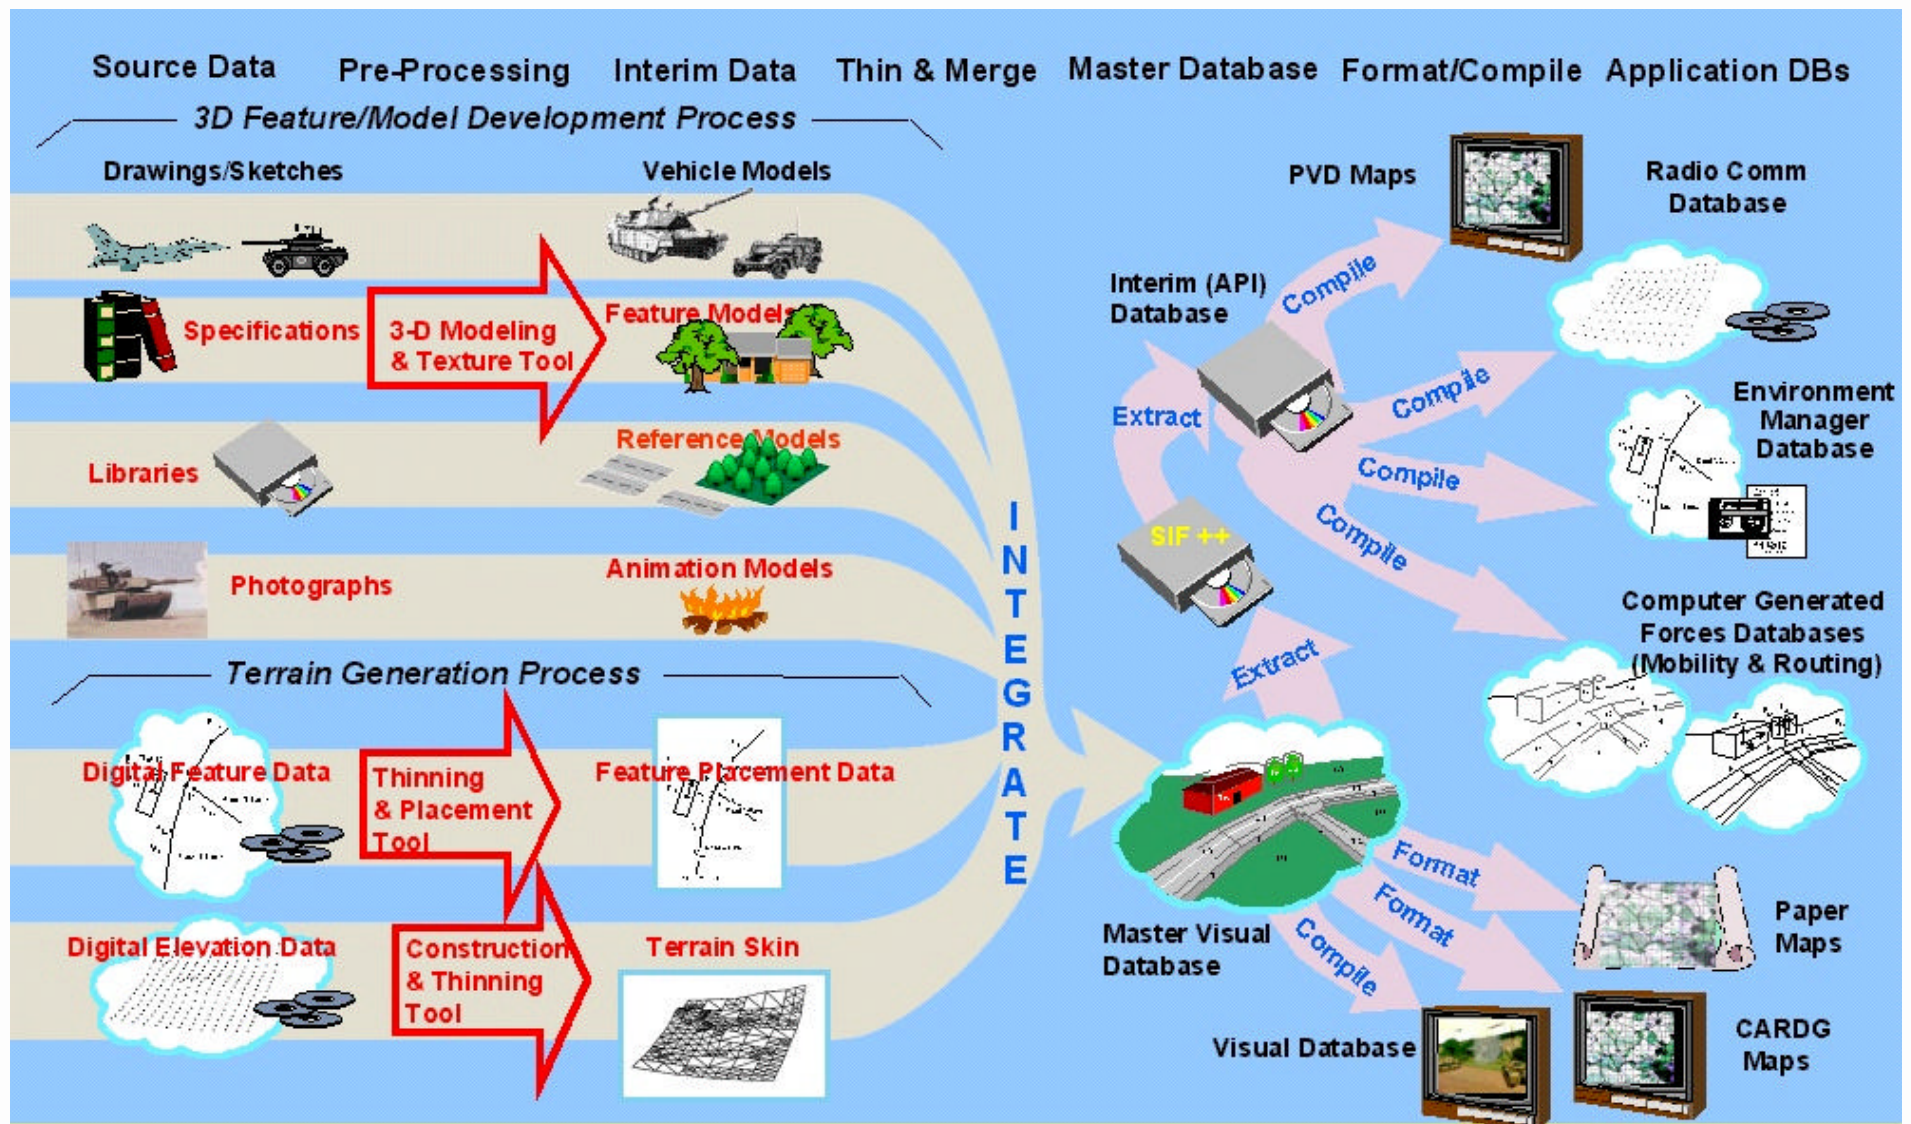 Source Data
Pre-Processing
Interim Data
Thin & Merge
Master Database
Format/Compile
Application DBs
3D Feature/Model Development Process
Drawings/Sketches
Vehicle Models
Specifications
3-D Modeling
& Texture Tool
Feature Models
Libraries
Reference Models
Photographs
Animation Models
Terrain Generation Process
Digital Feature Data
Thinning
& Placement
Tool
Feature Placement Data
Digital Elevation Data
Construction
& Thinning
Tool
Terrain Skin
INTEGRATE
PVD Maps
Radio Comm
Database
Interim (API)
Database
Compile
Extract
Compile
Environment
Manager
Database
Compile
Compile
SIF ++
Extract
Computer Generated
Forces Databases
(Mobility & Routing)
Master Visual
Database
Format
Format
Compile
Paper
Maps
Visual Database
CARDG
Maps